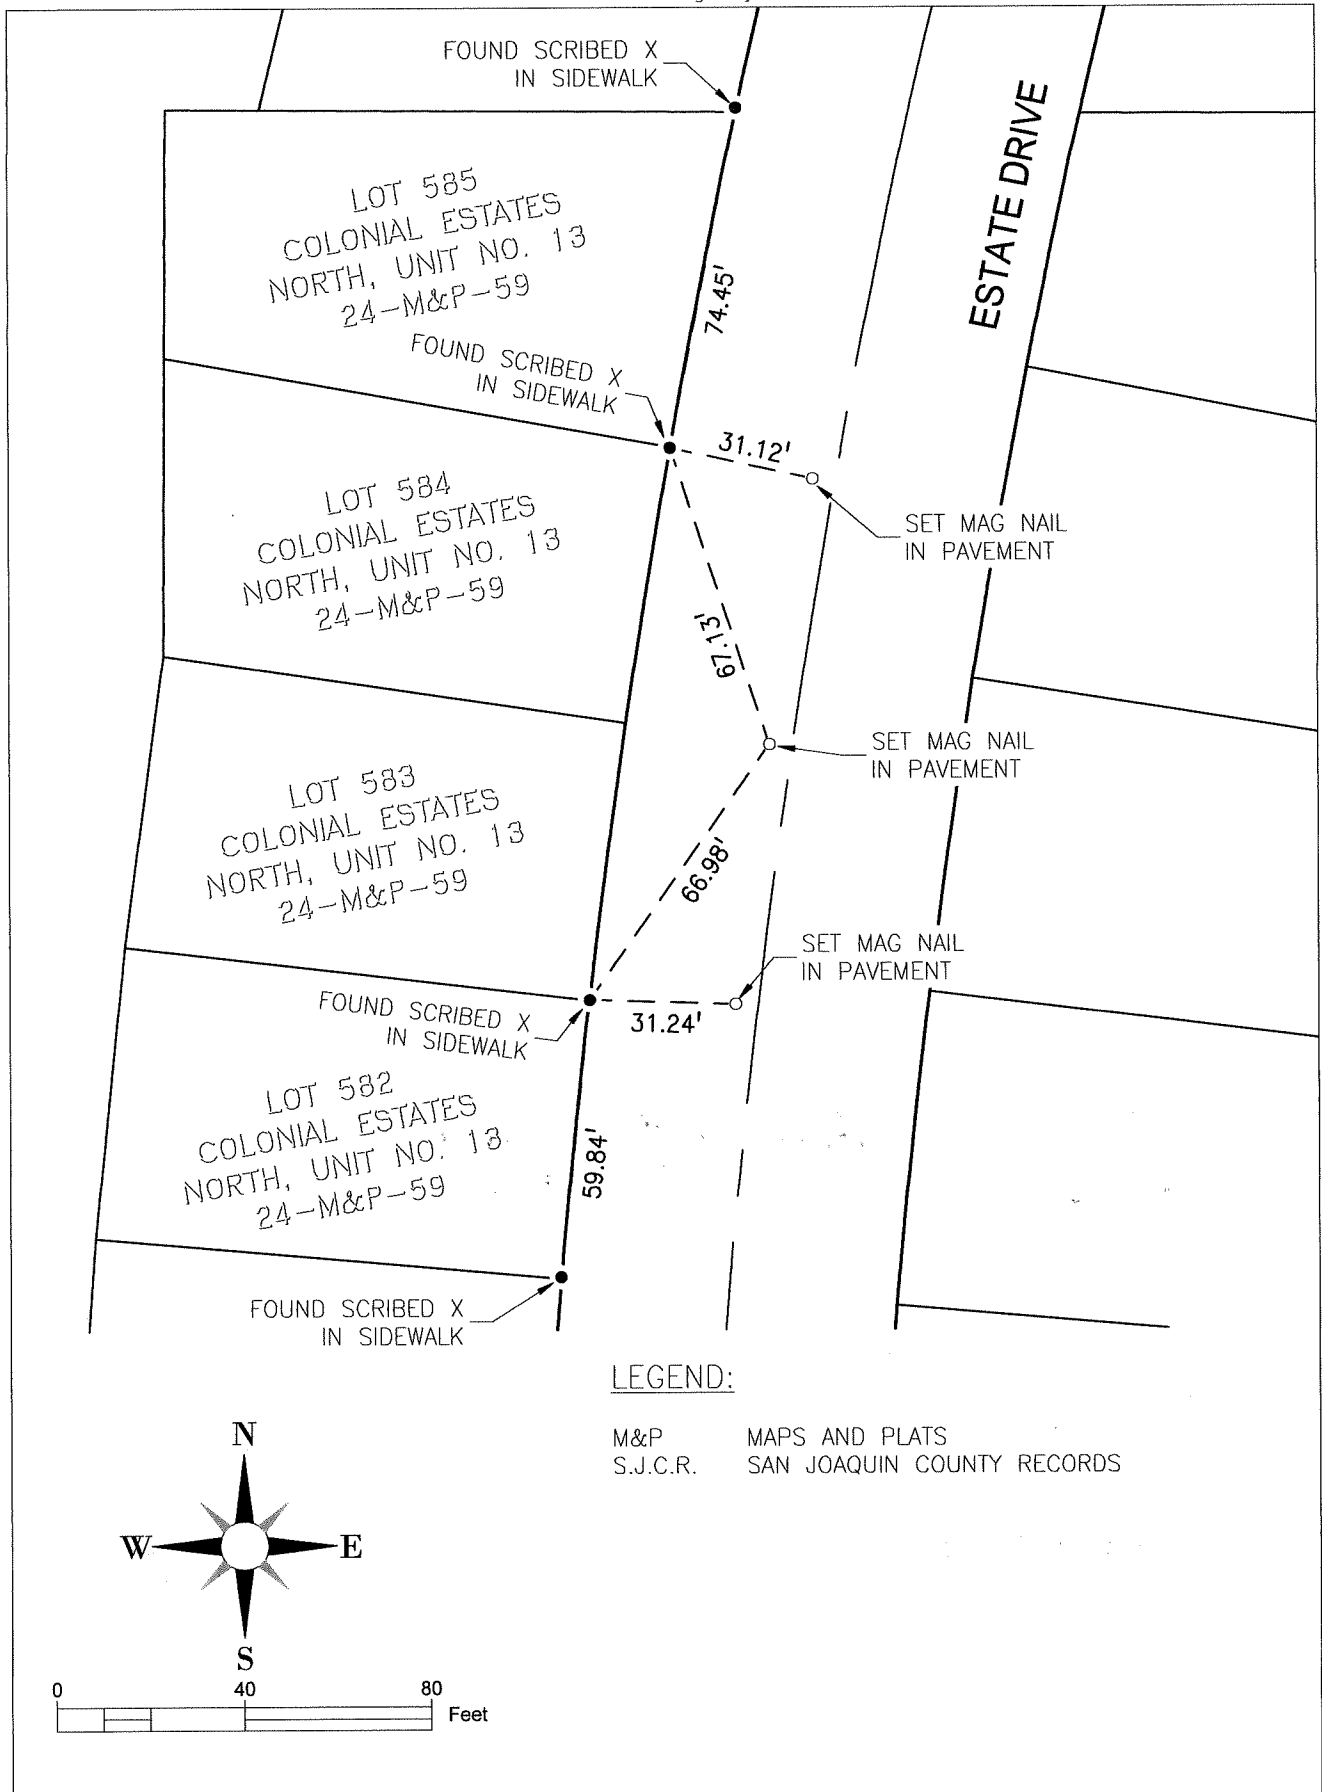 FOUND SCRIBED X
IN SIDEWALK
ESTATE DRIVE
LOT 585
COLONIAL ESTATES
NORTH, UNIT NO. 13
24-M&P-59
74.45'
FOUND SCRIBED X
IN SIDEWALK
31.12'
LOT 584
COLONIAL ESTATES
NORTH, UNIT NO. 13
24-M&P-59
SET MAG NAIL
IN PAVEMENT
67.13'
SET MAG NAIL
IN PAVEMENT
LOT 583
COLONIAL ESTATES
NORTH, UNIT NO. 13
24-M&P-59
66.98'
SET MAG NAIL
IN PAVEMENT
FOUND SCRIBED X
IN SIDEWALK
31.24'
LOT 582
COLONIAL ESTATES
NORTH, UNIT NO. 13
24-M&P-59
59.84'
FOUND SCRIBED X
IN SIDEWALK
LEGEND:
M&P MAPS AND PLATS
S.J.C.R. SAN JOAQUIN COUNTY RECORDS
N
W E
S
0 40 80
Feet